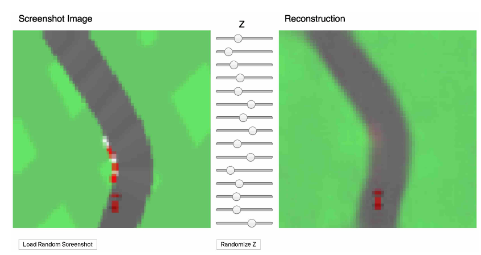 Screenshot Image
Z
Reconstruction
Load Random Screenshot
Randomize Z